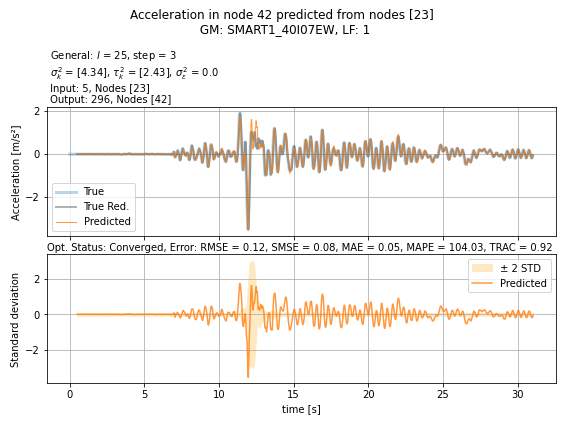 Acceleration in node 42 predicted from nodes [23]
GM: SMART1_40I07EW, LF: 1
General: l = 25, step = 3
σ²ₖ = [4.34], τ²ₖ = [2.43], σ²ε = 0.0
Input: 5, Nodes [23]
Output: 296, Nodes [42]
2
0
−2
Acceleration [m/s²]
True
True Red.
Predicted
Opt. Status: Converged, Error: RMSE = 0.12, SMSE = 0.08, MAE = 0.05, MAPE = 104.03, TRAC = 0.92
2
0
−2
Standard deviation
± 2 STD
Predicted
0 5 10 15 20 25 30
time [s]